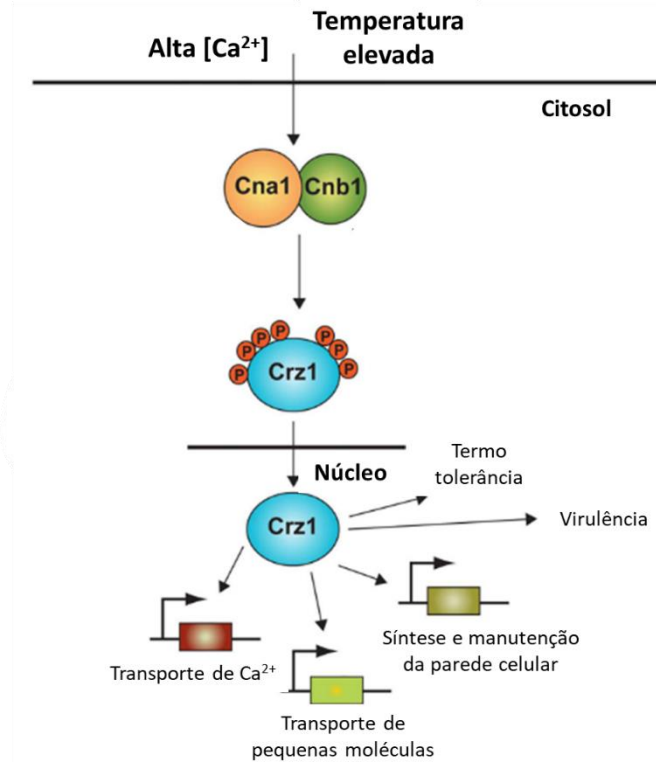 Alta [Ca²⁺]
Temperatura
elevada
Citosol
Cna1
Cnb1
P
P
P
P
P
P
P
Crz1
Núcleo
Termo
tolerância
Crz1
Virulência
Síntese e manutenção
da parede celular
Transporte de Ca²⁺
Transporte de
pequenas moléculas